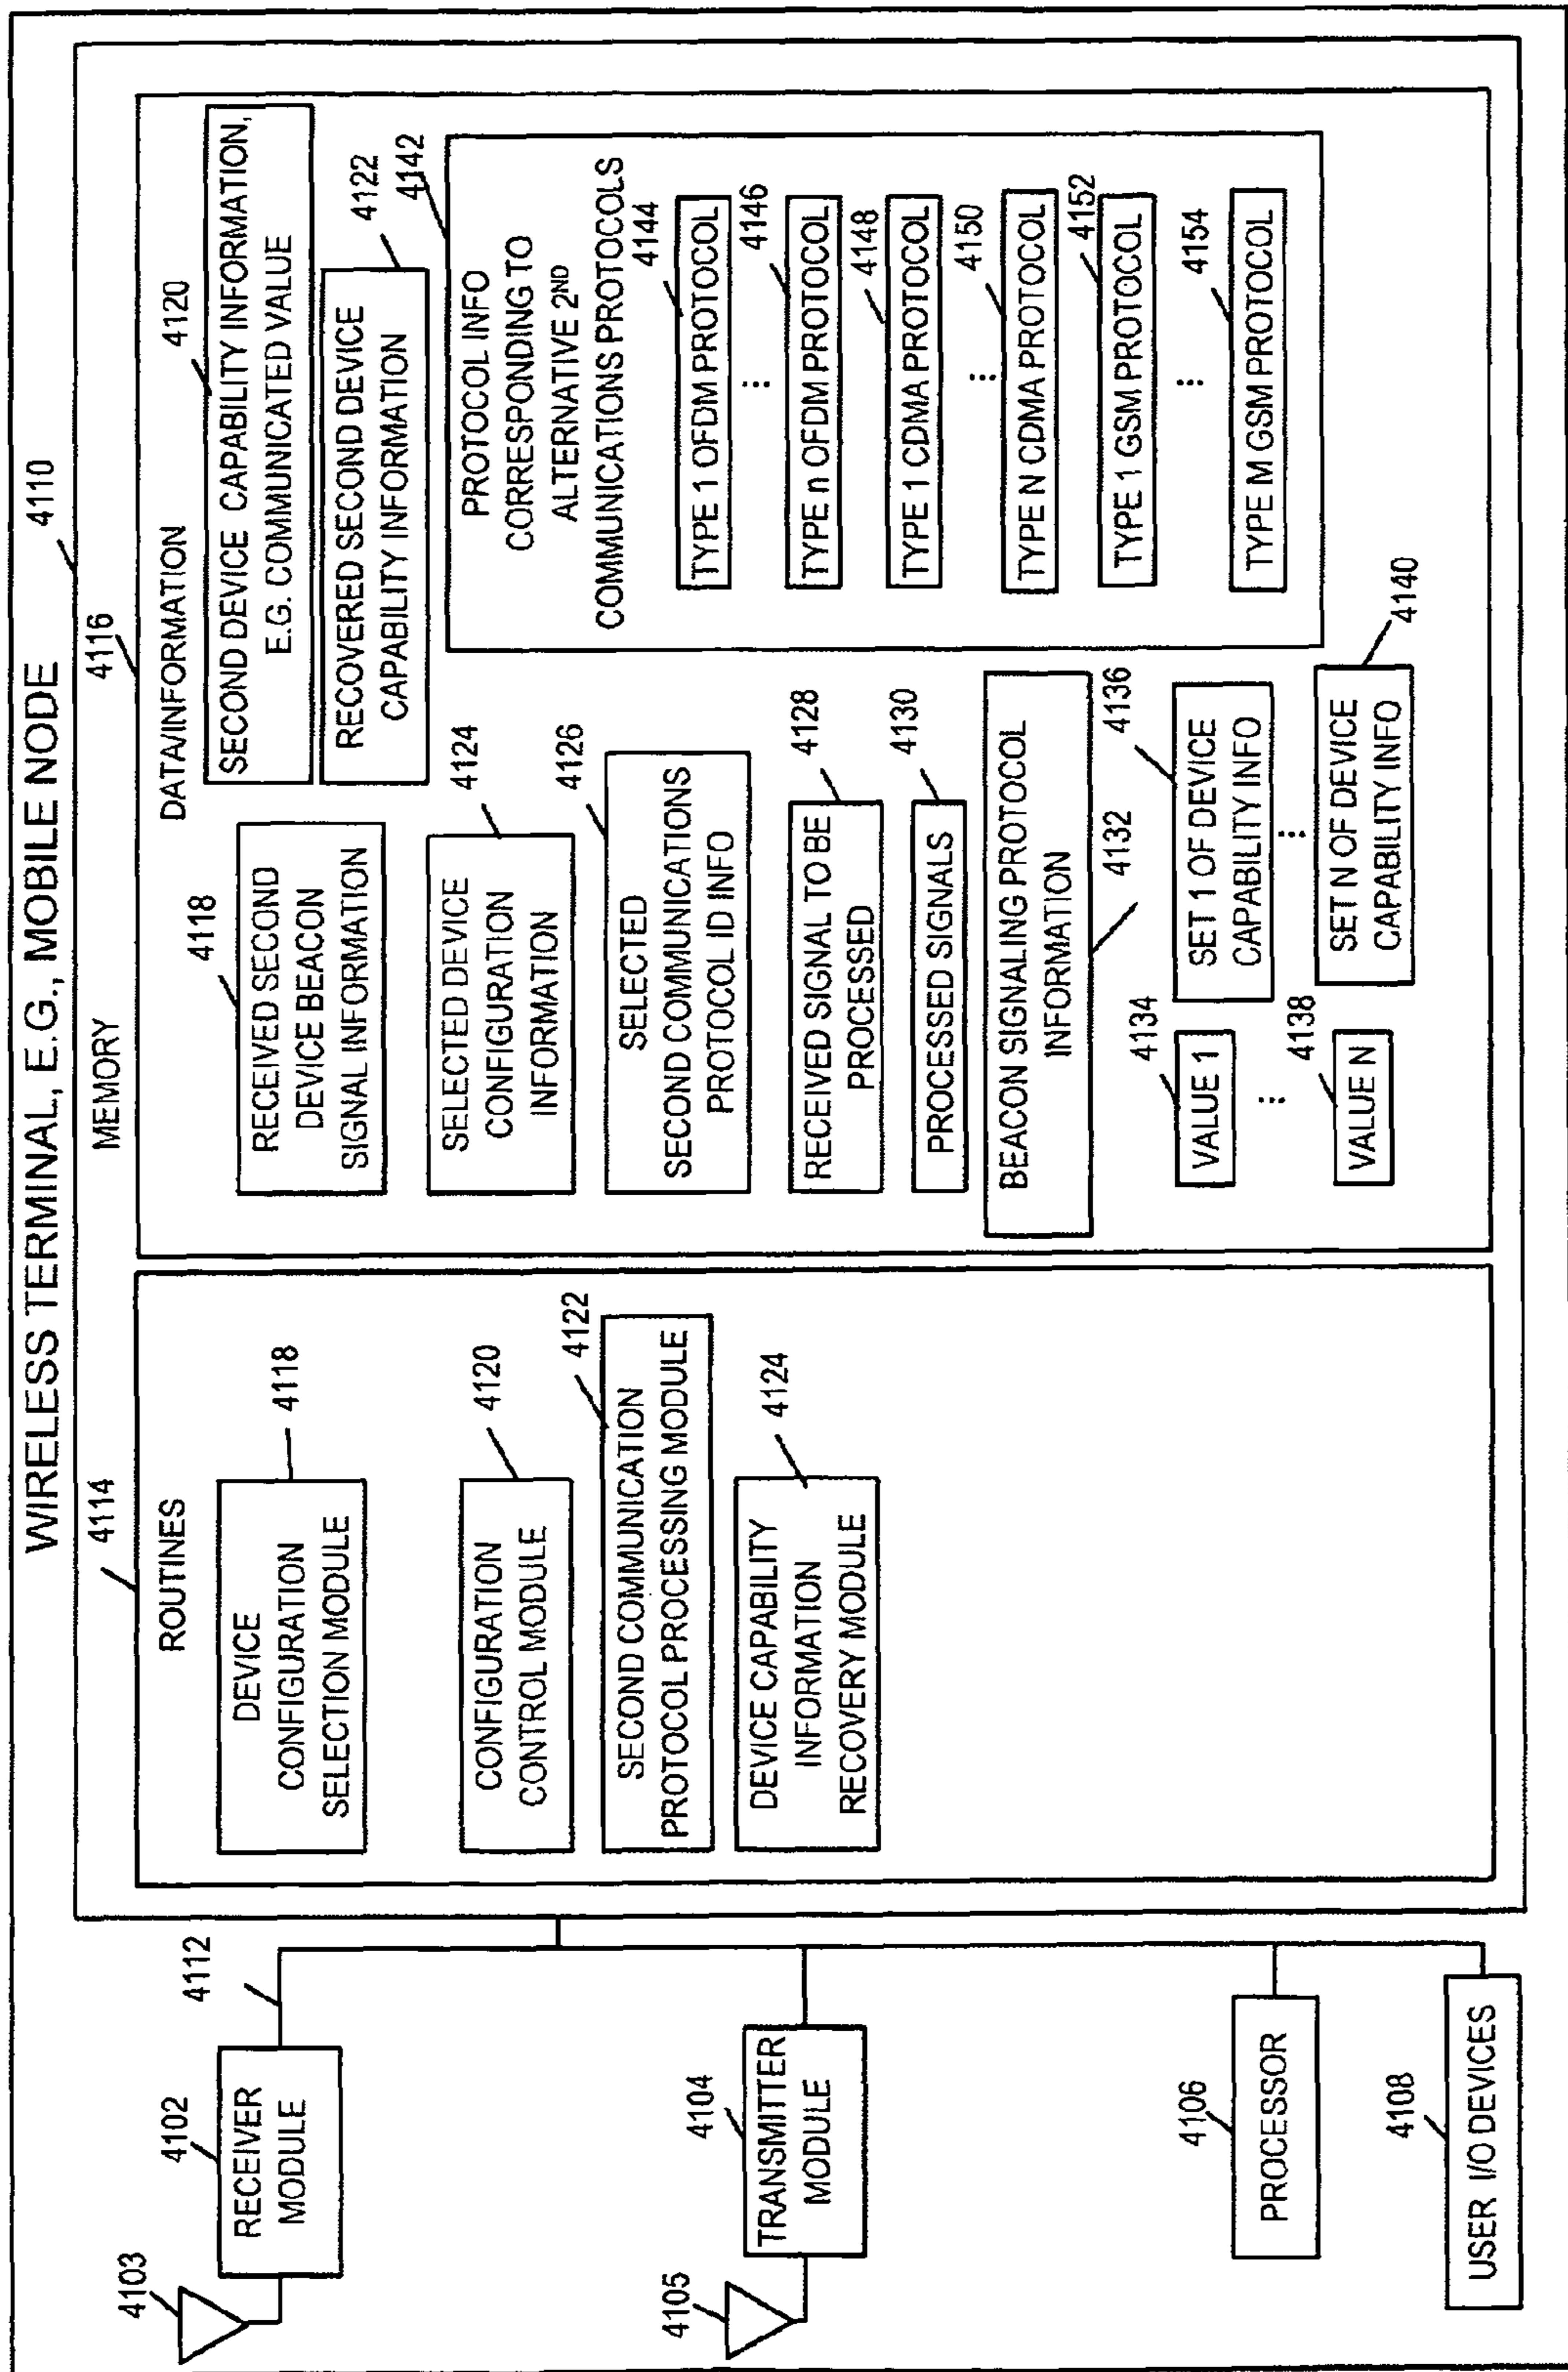 WIRELESS TERMINAL, E.G., MOBILE NODE
4110
4103
4102
RECEIVER
MODULE
4112
4105
4104
TRANSMITTER
MODULE
4106
PROCESSOR
4108
USER I/O DEVICES
MEMORY
4114
ROUTINES
4118
DEVICE
CONFIGURATION
SELECTION MODULE
4120
CONFIGURATION
CONTROL MODULE
4122
SECOND COMMUNICATION
PROTOCOL PROCESSING MODULE
4124
DEVICE CAPABILITY
INFORMATION
RECOVERY MODULE
4116
DATA/INFORMATION
4118
RECEIVED SECOND
DEVICE BEACON
SIGNAL INFORMATION
4120
SECOND DEVICE CAPABILITY INFORMATION,
E.G. COMMUNICATED VALUE
4122
RECOVERED SECOND DEVICE
CAPABILITY INFORMATION
4124
SELECTED DEVICE
CONFIGURATION
INFORMATION
4126
SELECTED
SECOND COMMUNICATIONS
PROTOCOL ID INFO
4128
RECEIVED SIGNAL TO BE
PROCESSED
4130
PROCESSED SIGNALS
BEACON SIGNALING PROTOCOL
INFORMATION
4132
4134
VALUE 1
4136
SET 1 OF DEVICE
CAPABILITY INFO
...
...
4138
VALUE N
4140
SET N OF DEVICE
CAPABILITY INFO
4142
PROTOCOL INFO
CORRESPONDING TO
ALTERNATIVE 2ND
COMMUNICATIONS PROTOCOLS
4144
TYPE 1 OFDM PROTOCOL
...
4146
TYPE n OFDM PROTOCOL
4148
TYPE 1 CDMA PROTOCOL
...
4150
TYPE N CDMA PROTOCOL
4152
TYPE 1 GSM PROTOCOL
...
4154
TYPE M GSM PROTOCOL